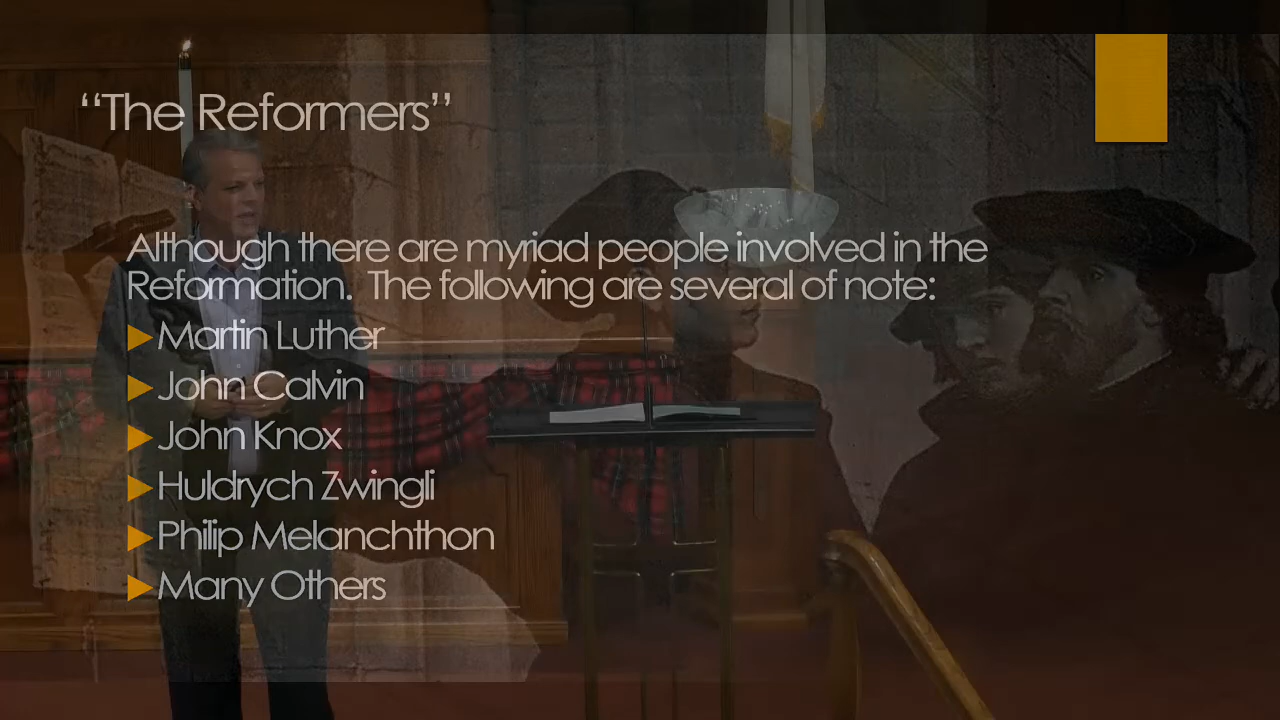 “The Reformers”
Although there are myriad people involved in the
Reformation. The following are several of note:
Martin Luther
John Calvin
John Knox
Huldrych Zwingli
Philip Melanchthon
Many Others